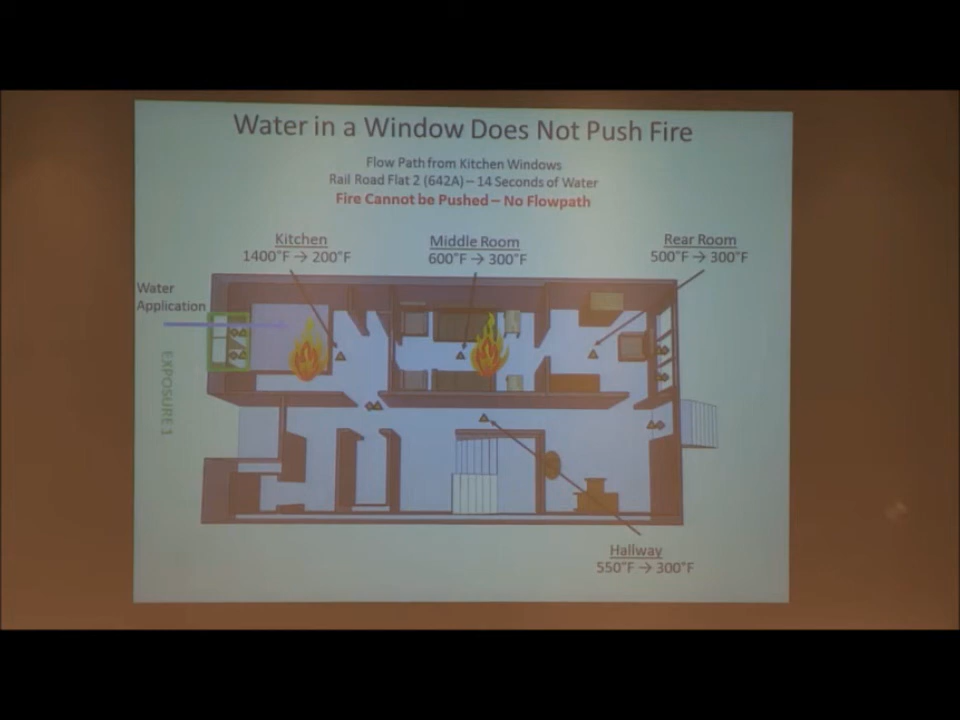 Water in a Window Does Not Push Fire
Flow Path from Kitchen Windows
Rail Road Flat 2 (642A) – 14 Seconds of Water
Fire Cannot be Pushed – No Flowpath
Kitchen
1400°F → 200°F
Middle Room
600°F → 300°F
Rear Room
500°F → 300°F
Water
Application
EXPOSURE 1
Hallway
550°F → 300°F